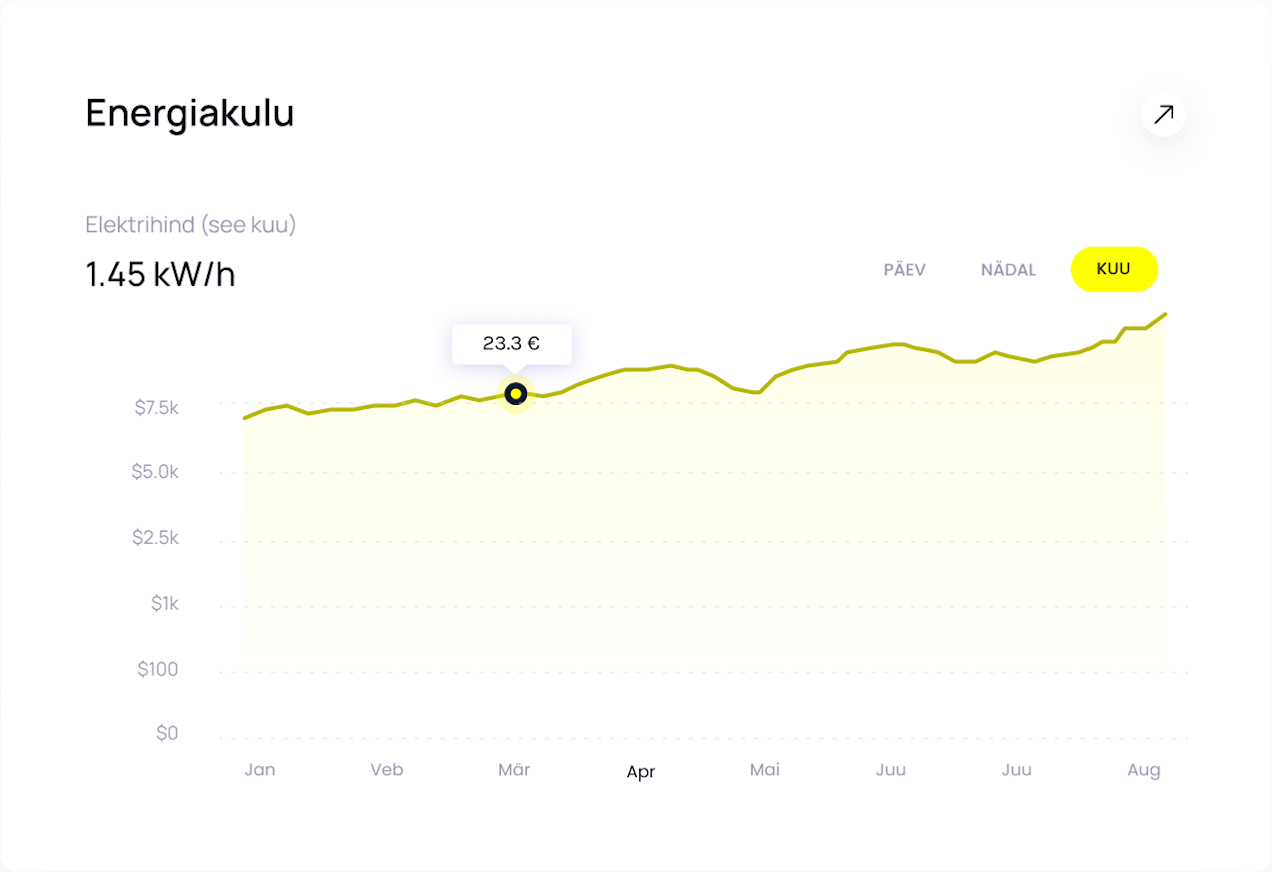 Energiakulu
Elektrihind (see kuu)
1.45 kW/h
PÄEV NÄDAL KUU
23.3 €
$7.5k
$5.0k
$2.5k
$1k
$100
$0
Jan Veb Mär Apr Mai Juu Juu Aug